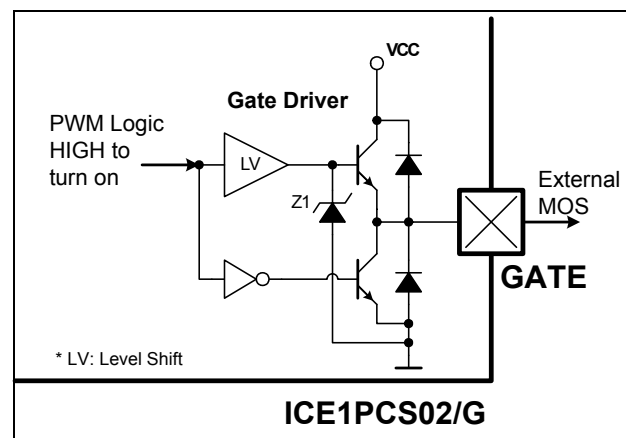 VCC
Gate Driver
PWM Logic
HIGH to
turn on
LV
Z1
External
MOS
GATE
* LV: Level Shift
ICE1PCS02/G